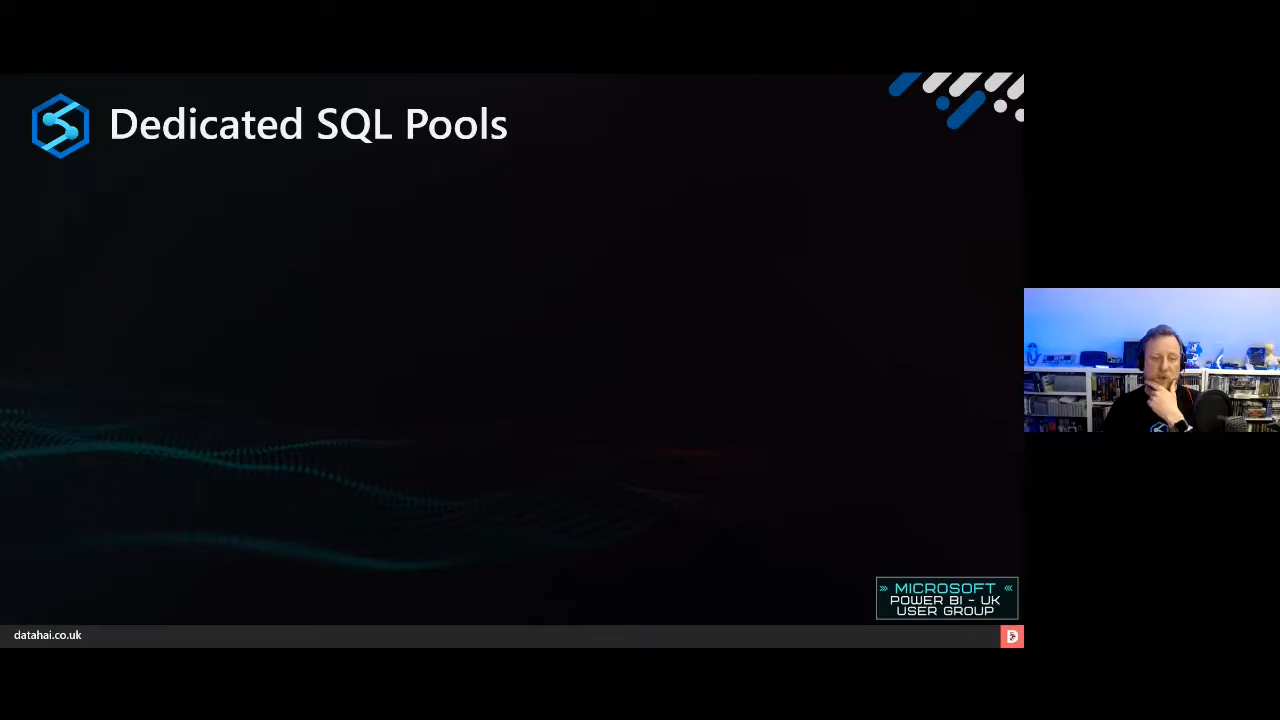 Dedicated SQL Pools
MICROSOFT
POWER BI - UK
USER GROUP
datahai.co.uk